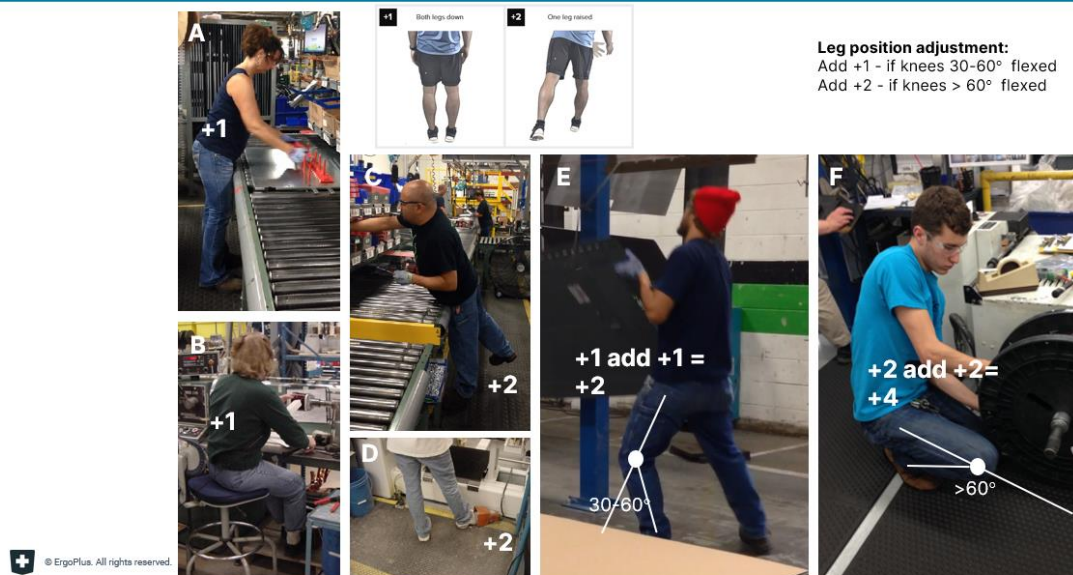 +1
Both legs down
+2
One leg raised
Leg position adjustment:
Add +1 - if knees 30-60° flexed
Add +2 - if knees > 60° flexed
A
+1
B
+1
C
+2
D
+2
E
+1 add +1 =
+2
30-60°
F
+2 add +2=
+4
>60°
© ErgoPlus. All rights reserved.